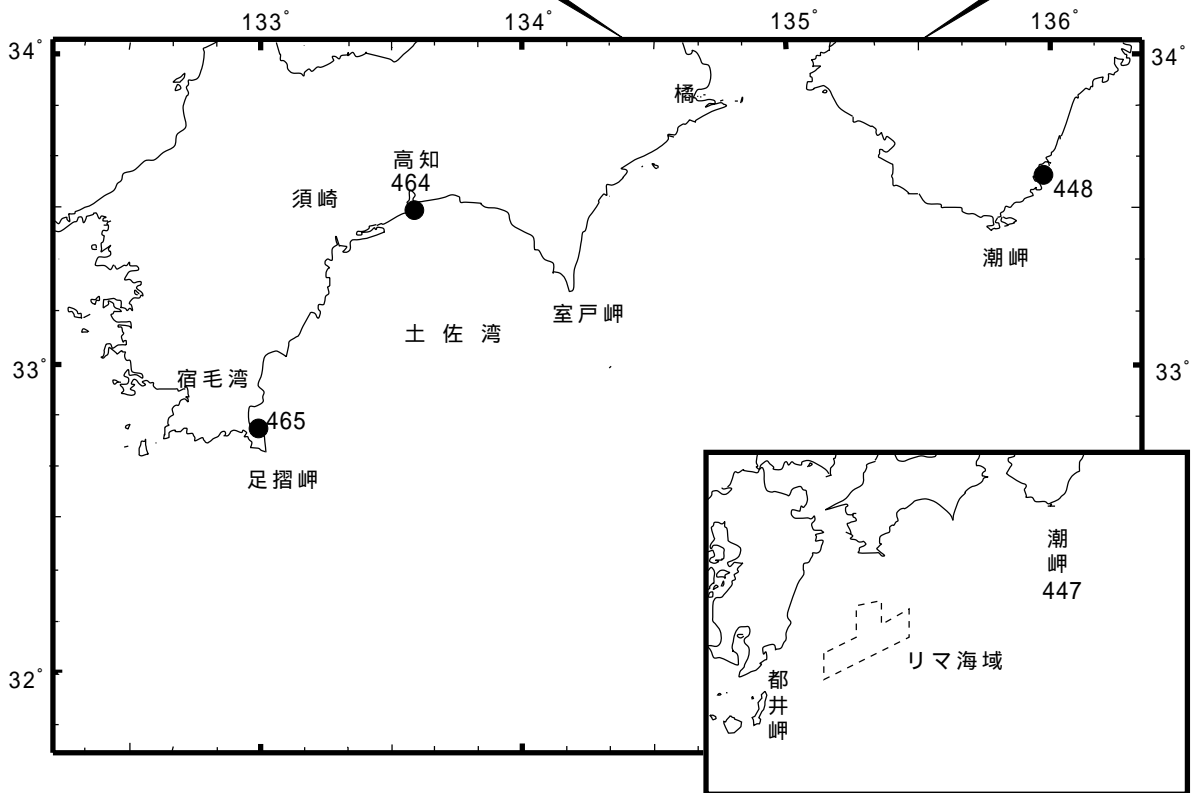 133°
134°
135°
136°
34°
34°
橘
高知
464
須崎
448
潮岬
室戸岬
土佐湾
33°
33°
宿毛湾
465
足摺岬
潮岬
447
リマ海域
32°
都井岬